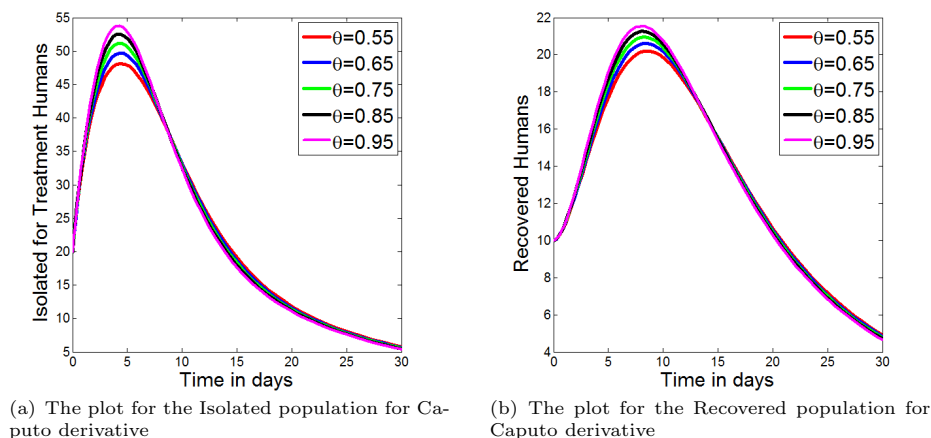 55
50
45
40
35
30
25
20
15
10
5
0
5
10
15
20
25
30
Isolated for Treatment Humans
Time in days
θ=0.55
θ=0.65
θ=0.75
θ=0.85
θ=0.95
(a) The plot for the Isolated population for Ca-
puto derivative
22
20
18
16
14
12
10
8
6
4
0
5
10
15
20
25
30
Recovered Humans
Time in days
θ=0.55
θ=0.65
θ=0.75
θ=0.85
θ=0.95
(b) The plot for the Recovered population for
Caputo derivative